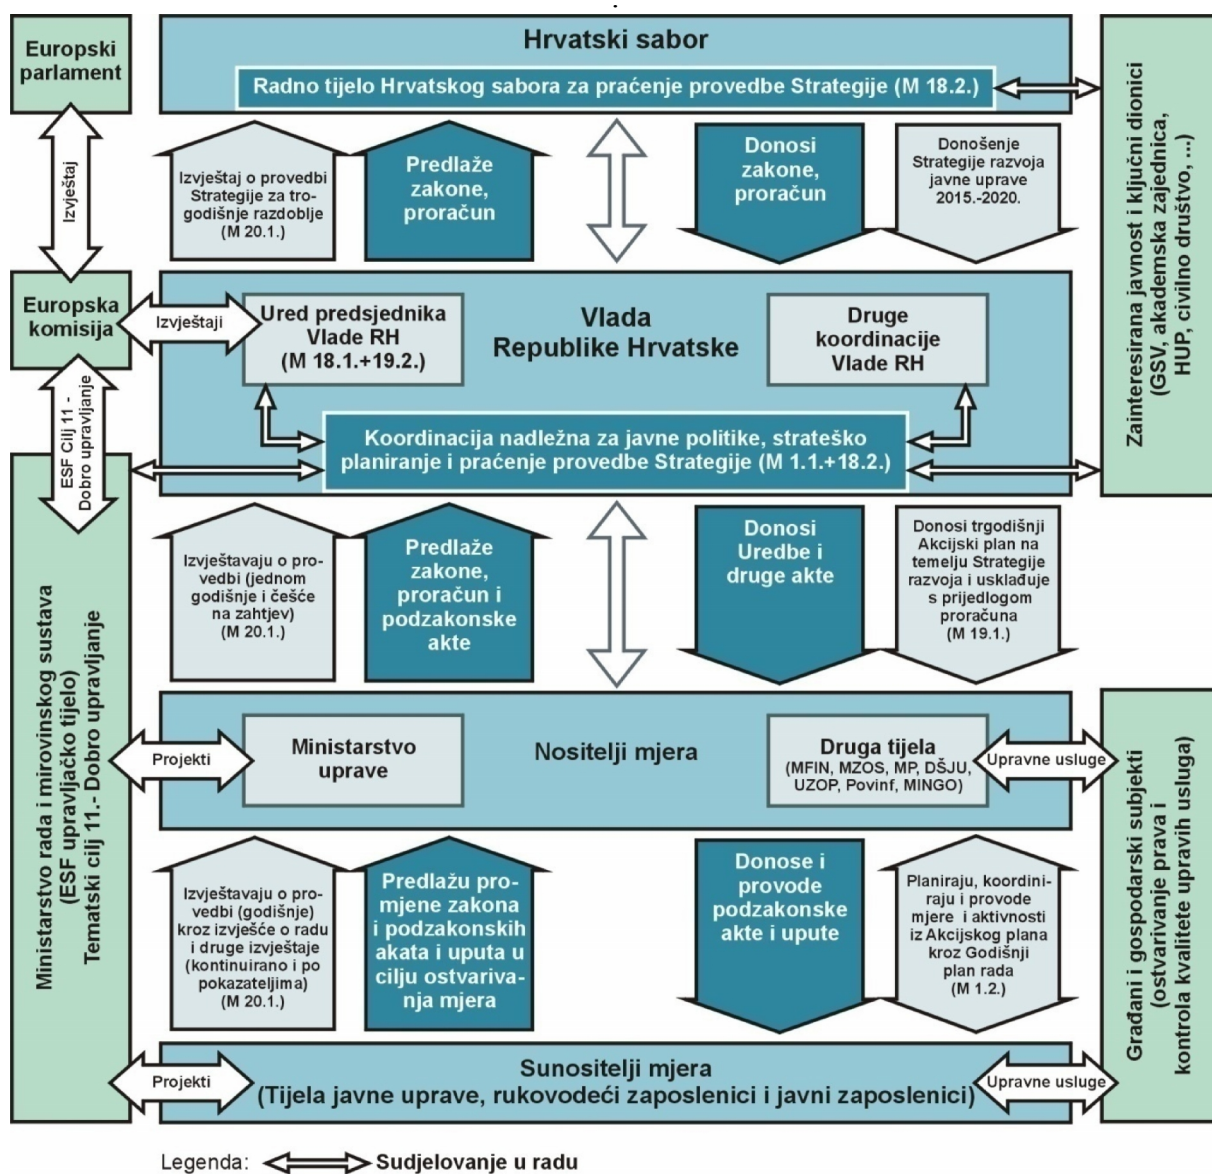 Europski
parlament
Hrvatski sabor
Radno tijelo Hrvatskog sabora za praćenje provedbe Strategije (M 18.2.)
Izvještaj
Izvještaj o provedbi
Strategije za tro-
godišnje razdoblje
(M 20.1.)
Predlaže
zakone,
proračun
Donosi
zakone,
proračun
Donošenje
Strategije razvoja
javne uprave
2015.-2020.
Zainteresirana javnost i ključni dionici
(GSV, akademska zajednica,
HUP, civilno društvo, ...)
Europska
komisija
Izvještaji
Ured predsjednika
Vlade RH
(M 18.1.+19.2.)
Vlada
Republike Hrvatske
Druge
koordinacije
Vlade RH
ESF Cilj 11 -
Dobro upravljanje
Koordinacija nadležna za javne politike, strateško
planiranje i praćenje provedbe Strategije (M 1.1.+18.2.)
Izvještavaju o pro-
vedbi (jednom
godišnje i češće
na zahtjev)
(M 20.1.)
Predlaže
zakone,
proračun i
podzakonske
akte
Donosi
Uredbe i
druge akte
Donosi trgodišnji
Akcijski plan na
temelju Strategije
razvoja i usklađuje
s prijedlogom
proračuna
(M 19.1.)
Ministarstvo rada i mirovinskog sustava
(ESF upravljačko tijelo)
Tematski cilj 11.- Dobro upravljanje
Projekti
Ministarstvo
uprave
Nositelji mjera
Druga tijela
(MFIN, MZOS, MP, DŠJU,
UZOP, Povinf, MINGO)
Upravne usluge
Građani i gospodarski subjekti
(ostvarivanje prava i
kontrola kvalitete upravih usluga)
Izvještavaju o pro-
vedbi (godišnje)
kroz izvješće o radu
i druge izvještaje
(kontinuirano i po
pokazateljima)
(M 20.1.)
Predlažu pro-
mjene zakona
i podzakonskih
akata i uputa u
cilju ostvariva-
nja mjera
Donose i
provode
podzakonske
akte i upute
Planiraju, koordini-
raju i provode
mjere i aktivnosti
iz Akcijskog plana
kroz Godišnji
plan rada
(M 1.2.)
Projekti
Sunositelji mjera
(Tijela javne uprave, rukovodeći zaposlenici i javni zaposlenici)
Upravne usluge
Legenda: Sudjelovanje u radu